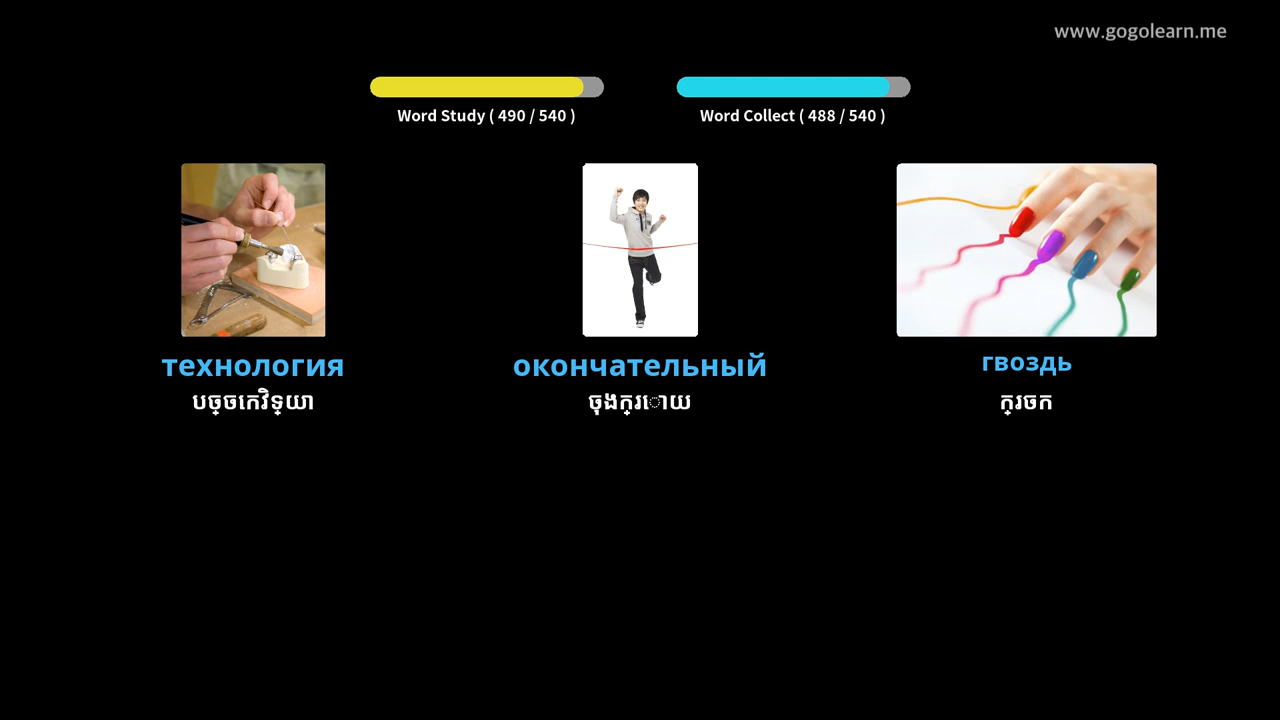 www.gogolearn.me
Word Study ( 490 / 540 )
Word Collect ( 488 / 540 )
технология
បច្ចកេវិទ្យា
окончательный
ចុងក្រោយ
гвоздь
ក្រចក